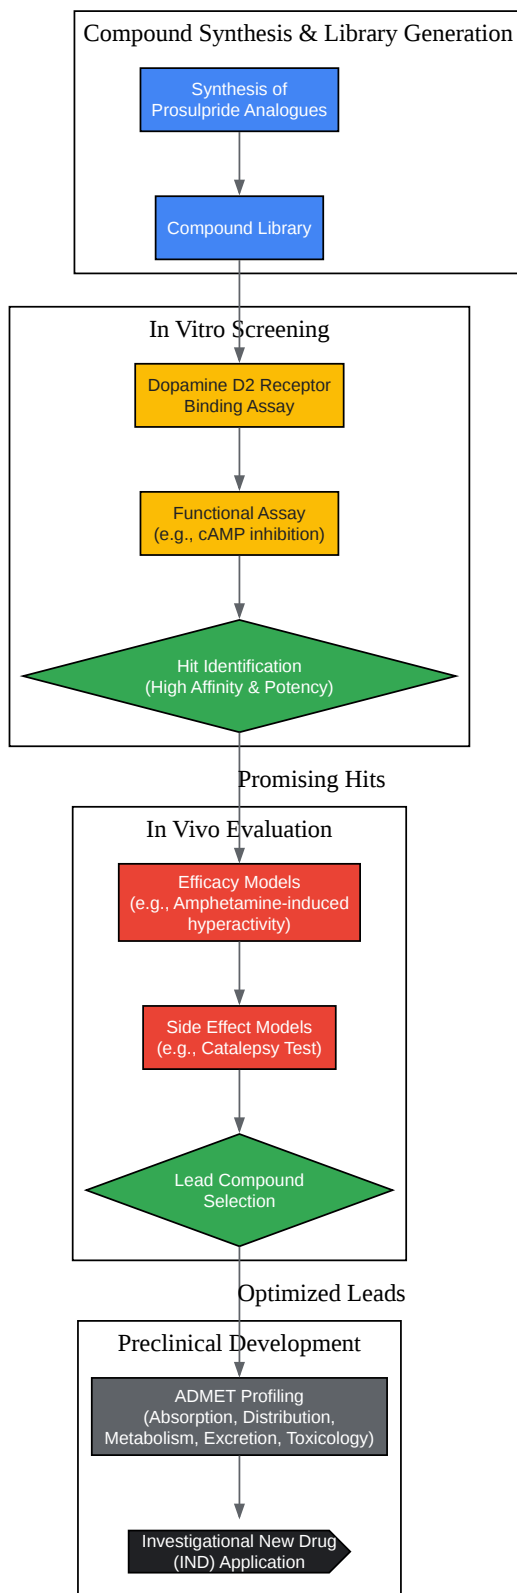 Compound Synthesis & Library Generation
Synthesis of
Prosulpride Analogues
Compound Library
In Vitro Screening
Dopamine D2 Receptor
Binding Assay
Functional Assay
(e.g., cAMP inhibition)
Hit Identification
(High Affinity & Potency)
Promising Hits
In Vivo Evaluation
Efficacy Models
(e.g., Amphetamine-induced
hyperactivity)
Side Effect Models
(e.g., Catalepsy Test)
Lead Compound
Selection
Optimized Leads
Preclinical Development
ADMET Profiling
(Absorption, Distribution,
Metabolism, Excretion, Toxicology)
Investigational New Drug
(IND) Application